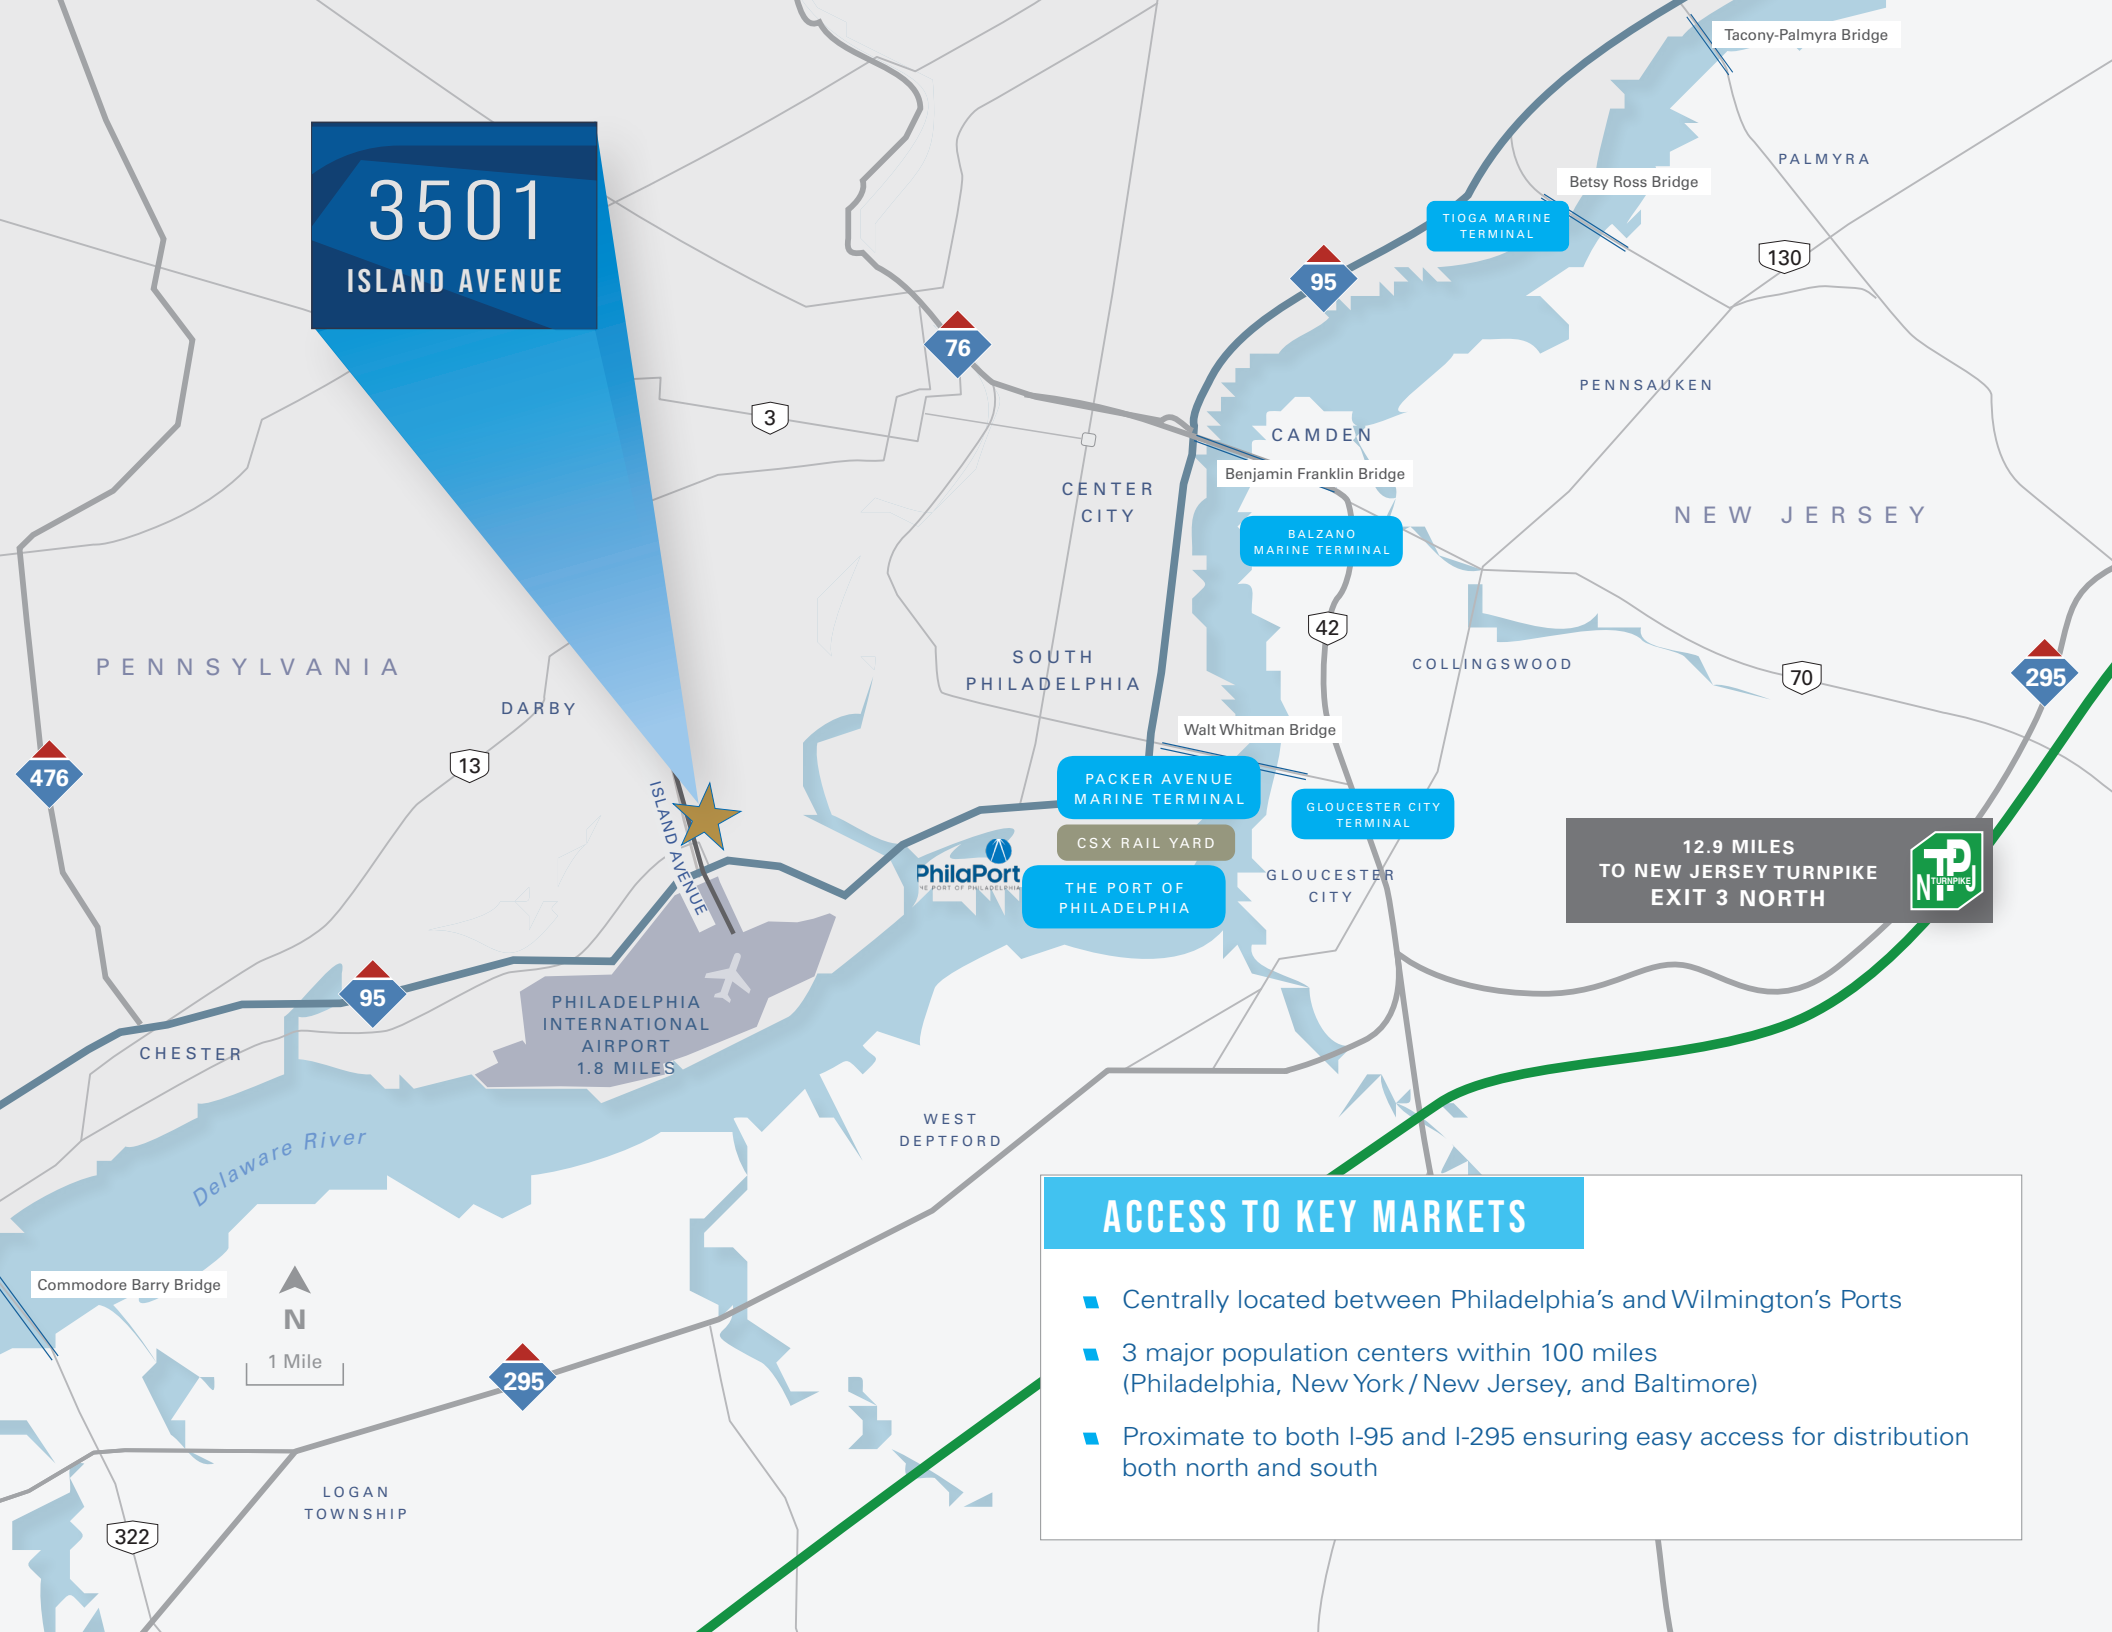 Tacony-Palmyra Bridge
PALMYRA
Betsy Ross Bridge
TIOGA MARINE
TERMINAL
130
95
3501
ISLAND AVENUE
76
PENNSAUKEN
3
CAMDEN
Benjamin Franklin Bridge
CENTER
CITY
NEW JERSEY
BALZANO
MARINE TERMINAL
42
SOUTH
PHILADELPHIA
COLLINGSWOOD
PENNSYLVANIA
70
295
DARBY
Walt Whitman Bridge
13
476
PACKER AVENUE
MARINE TERMINAL
ISLAND AVENUE
GLOUCESTER CITY
TERMINAL
CSX RAIL YARD
PhilaPort
THE PORT OF PHILADELPHIA
THE PORT OF
PHILADELPHIA
GLOUCESTER
CITY
12.9 MILES
TO NEW JERSEY TURNPIKE
EXIT 3 NORTH
NJTP
TURNPIKE
95
PHILADELPHIA
INTERNATIONAL
AIRPORT
1.8 MILES
CHESTER
Delaware River
WEST
DEPTFORD
Commodore Barry Bridge
N
1 Mile
295
LOGAN
TOWNSHIP
322
ACCESS TO KEY MARKETS
Centrally located between Philadelphia’s and Wilmington’s Ports
3 major population centers within 100 miles
(Philadelphia, New York / New Jersey, and Baltimore)
Proximate to both I-95 and I-295 ensuring easy access for distribution
both north and south